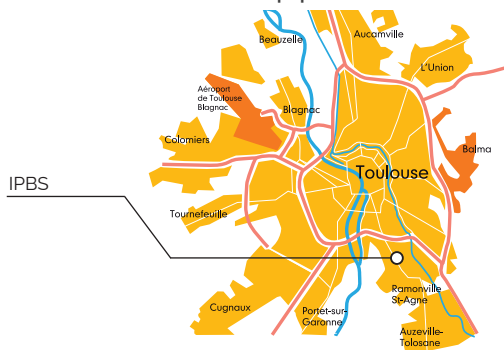 Aucamville
Beauzelle
L'Union
Aéroport
de Toulouse
Blagnac
Blagnac
Colomiers
Balma
Toulouse
IPBS
Tournefeuille
Ramonville
St-Agne
Cugnaux
Portet-sur-
Garonne
Auzeville-
Tolosane